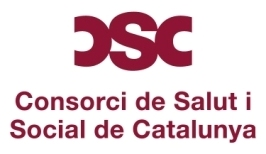 CSC
Consorci de Salut i
Social de Catalunya